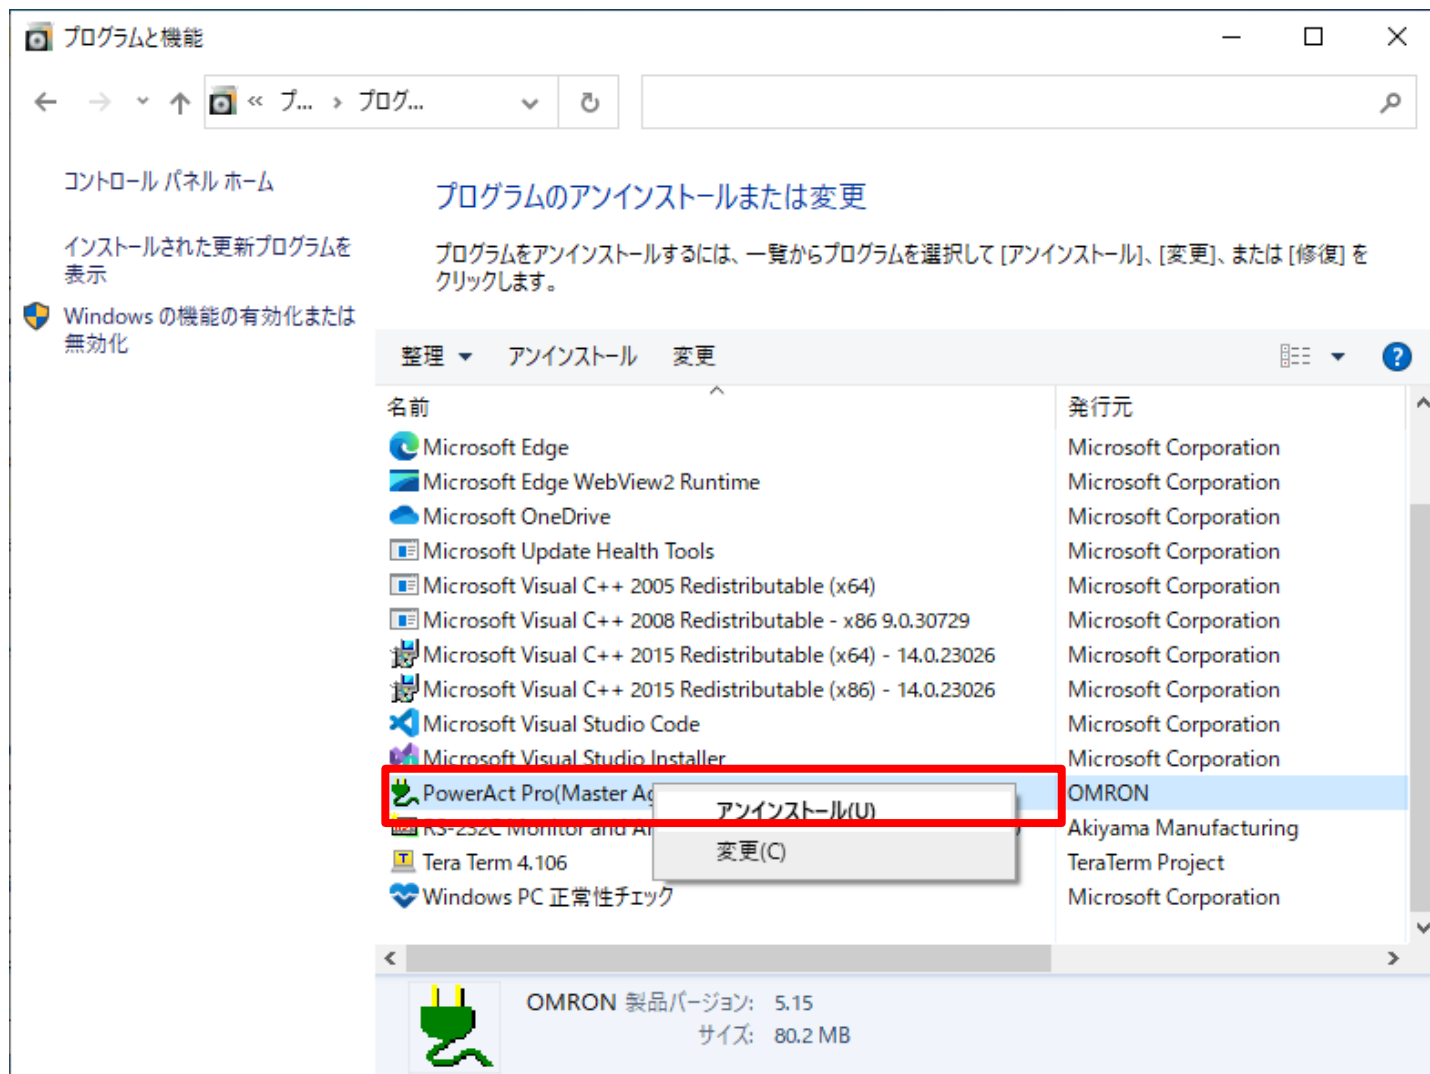 プログラムと機能
« プ... › プログ...
コントロール パネル ホーム
インストールされた更新プログラムを
表示
Windows の機能の有効化または
無効化
プログラムのアンインストールまたは変更
プログラムをアンインストールするには、一覧からプログラムを選択して [アンインストール]、[変更]、または [修復] を
クリックします。
整理 アンインストール 変更
名前 発行元
Microsoft Edge Microsoft Corporation
Microsoft Edge WebView2 Runtime Microsoft Corporation
Microsoft OneDrive Microsoft Corporation
Microsoft Update Health Tools Microsoft Corporation
Microsoft Visual C++ 2005 Redistributable (x64) Microsoft Corporation
Microsoft Visual C++ 2008 Redistributable - x86 9.0.30729 Microsoft Corporation
Microsoft Visual C++ 2015 Redistributable (x64) - 14.0.23026 Microsoft Corporation
Microsoft Visual C++ 2015 Redistributable (x86) - 14.0.23026 Microsoft Corporation
Microsoft Visual Studio Code Microsoft Corporation
Microsoft Visual Studio Installer Microsoft Corporation
PowerAct Pro(Master OMRON
アンインストール(U)
RS-232C Monitor and Akiyama Manufacturing
変更(C)
Tera Term 4.106 TeraTerm Project
Windows PC 正常性チェック Microsoft Corporation
OMRON 製品バージョン: 5.15
サイズ: 80.2 MB